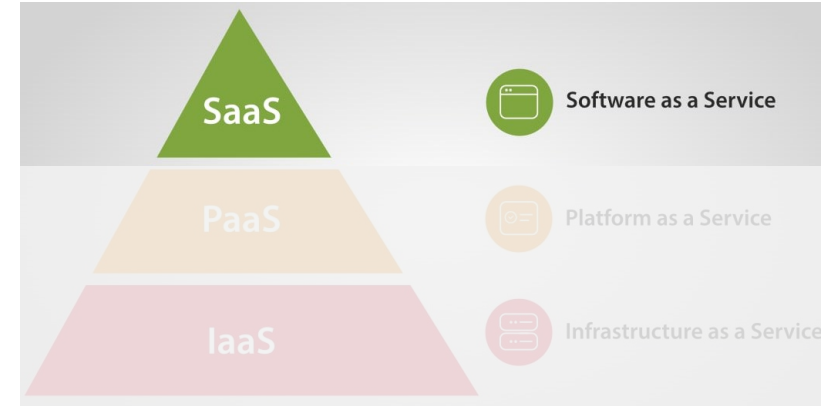 SaaS
Software as a Service
PaaS
Platform as a Service
IaaS
Infrastructure as a Service